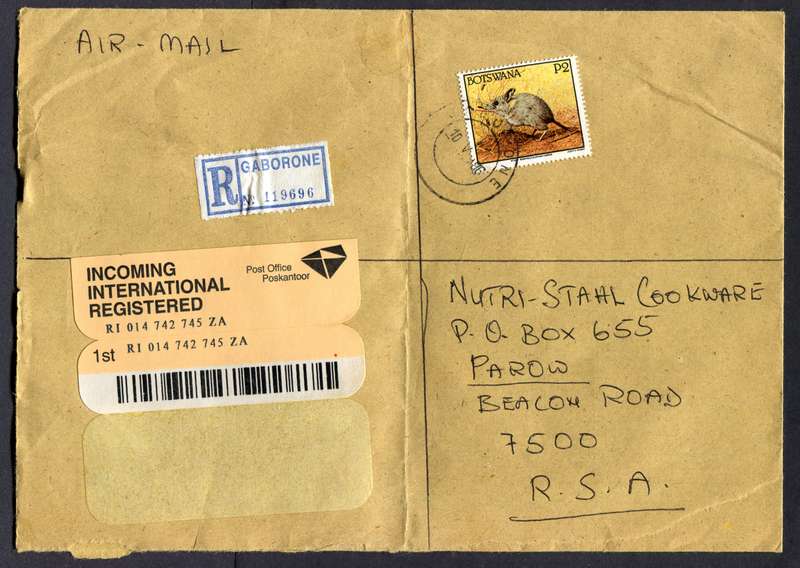 AIR-MAIL
BOTSWANA P2
R GABORONE
No 119696
INCOMING
INTERNATIONAL
REGISTERED
Post Office
Poskantoor
RI 014 742 745 ZA
1st RI 014 742 745 ZA
NUTRI-STAHL COOKWARE
P.O. BOX 655
PAROW
BEACON ROAD
7500
R.S.A.